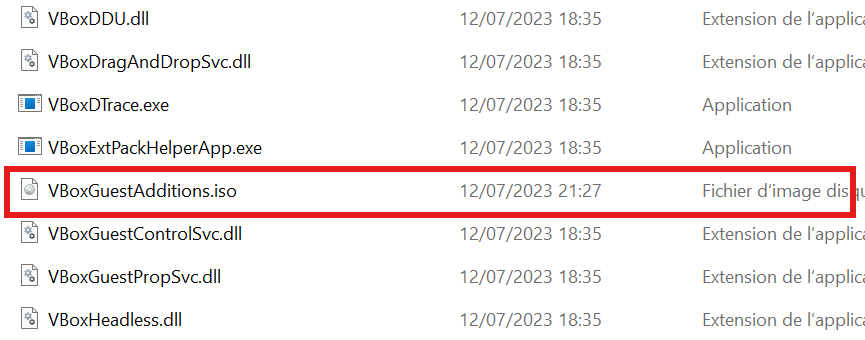 VBoxDDU.dll 12/07/2023 18:35 Extension de l'applica
VBoxDragAndDropSvc.dll 12/07/2023 18:35 Extension de l'applica
VBoxDTrace.exe 12/07/2023 18:35 Application
VBoxExtPackHelperApp.exe 12/07/2023 18:35 Application
VBoxGuestAdditions.iso 12/07/2023 21:27 Fichier d'image disqu
VBoxGuestControlSvc.dll 12/07/2023 18:35 Extension de l'applica
VBoxGuestPropSvc.dll 12/07/2023 18:35 Extension de l'applica
VBoxHeadless.dll 12/07/2023 18:35 Extension de l'applica